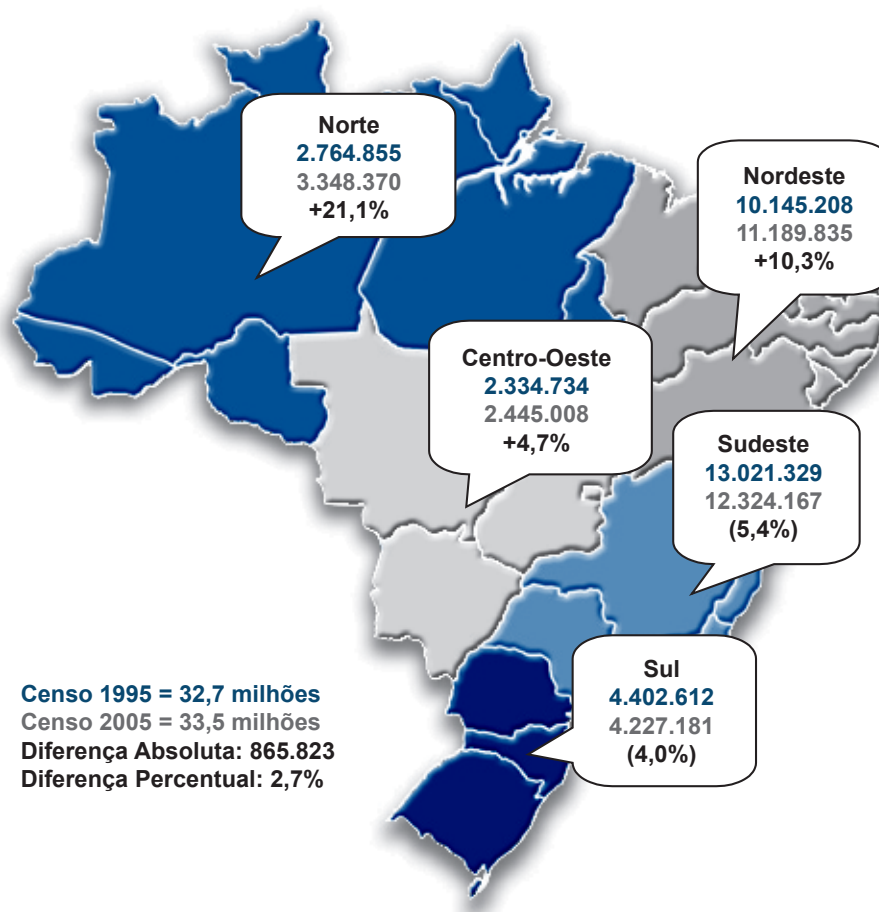 Norte
2.764.855
3.348.370
+21,1%
Nordeste
10.145.208
11.189.835
+10,3%
Centro-Oeste
2.334.734
2.445.008
+4,7%
Sudeste
13.021.329
12.324.167
(5,4%)
Sul
4.402.612
4.227.181
(4,0%)
Censo 1995 = 32,7 milhões
Censo 2005 = 33,5 milhões
Diferença Absoluta: 865.823
Diferença Percentual: 2,7%